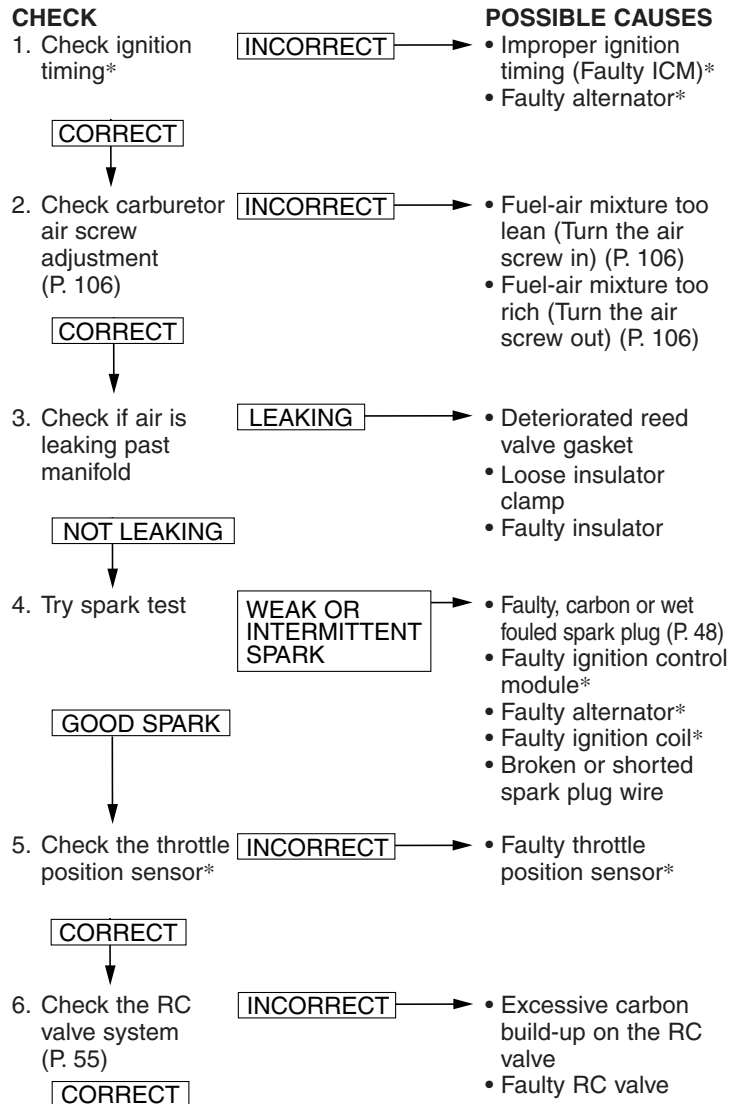 CHECK
POSSIBLE CAUSES
1. Check ignition
timing*
INCORRECT
• Improper ignition
timing (Faulty ICM)*
• Faulty alternator*
CORRECT
2. Check carburetor
air screw
adjustment
(P. 106)
INCORRECT
• Fuel-air mixture too
lean (Turn the air
screw in) (P. 106)
• Fuel-air mixture too
rich (Turn the air
screw out) (P. 106)
CORRECT
3. Check if air is
leaking past
manifold
LEAKING
• Deteriorated reed
valve gasket
• Loose insulator
clamp
• Faulty insulator
NOT LEAKING
4. Try spark test
WEAK OR
INTERMITTENT
SPARK
• Faulty, carbon or wet
fouled spark plug (P. 48)
• Faulty ignition control
module*
• Faulty alternator*
• Faulty ignition coil*
• Broken or shorted
spark plug wire
GOOD SPARK
5. Check the throttle
position sensor*
INCORRECT
• Faulty throttle
position sensor*
CORRECT
6. Check the RC
valve system
(P. 55)
INCORRECT
• Excessive carbon
build-up on the RC
valve
• Faulty RC valve
CORRECT